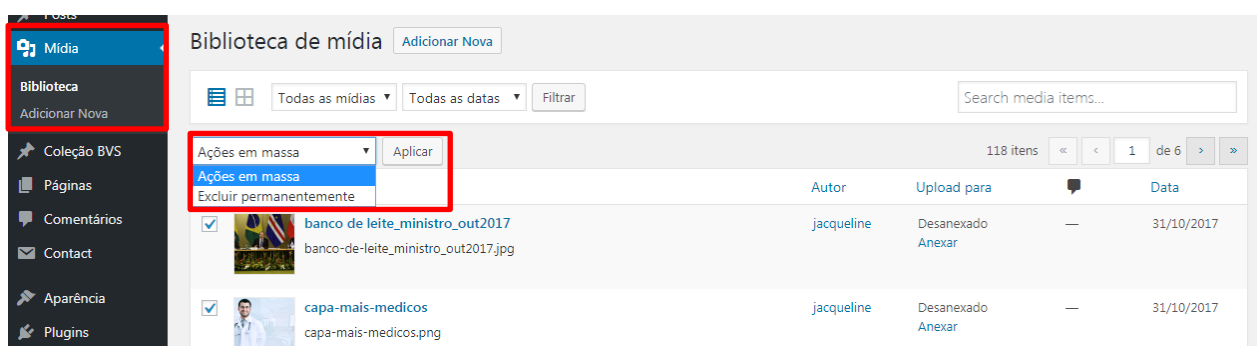 Posts
Mídia
Biblioteca
Adicionar Nova
Coleção BVS
Páginas
Comentários
Contact
Aparência
Plugins
Biblioteca de mídia Adicionar Nova
Todas as mídias Todas as datas Filtrar Search media items...
Ações em massa Aplicar 118 itens « ‹ 1 de 6 › »
Ações em massa
Excluir permanentemente
Autor Upload para Data
banco de leite_ministro_out2017 jacqueline Desanexado — 31/10/2017
banco-de-leite_ministro_out2017.jpg Anexar
capa-mais-medicos jacqueline Desanexado — 31/10/2017
capa-mais-medicos.png Anexar